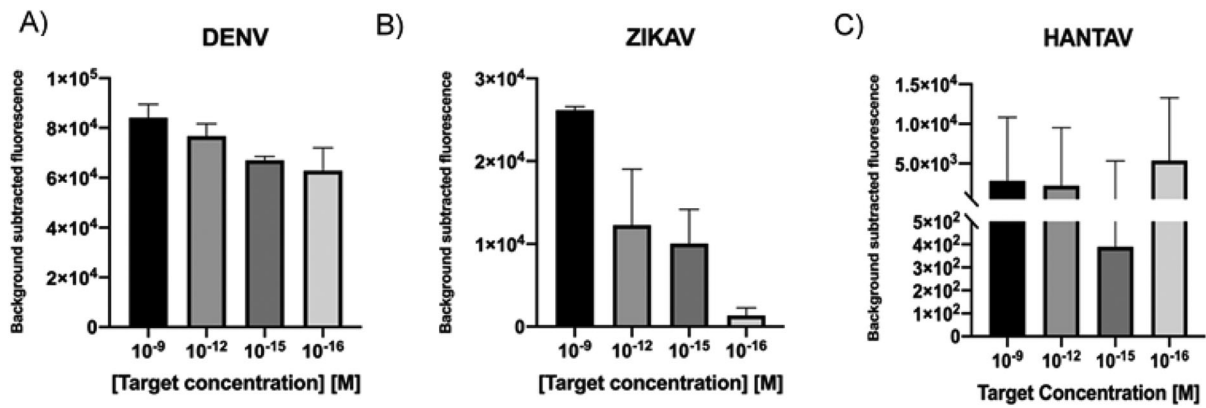 A)
DENV
Background subtracted fluorescence
1×10⁵
8×10⁴
6×10⁴
4×10⁴
2×10⁴
0
10⁻⁹
10⁻¹²
10⁻¹⁵
10⁻¹⁶
[Target concentration] [M]
B)
ZIKAV
Background subtracted fluorescence
3×10⁴
2×10⁴
1×10⁴
0
10⁻⁹
10⁻¹²
10⁻¹⁵
10⁻¹⁶
[Target concentration] [M]
C)
HANTAV
Background subtracted fluorescence
1.5×10⁴
1.0×10⁴
5.0×10³
5×10²
4×10²
3×10²
2×10²
1×10²
0
10⁻⁹
10⁻¹²
10⁻¹⁵
10⁻¹⁶
Target Concentration [M]